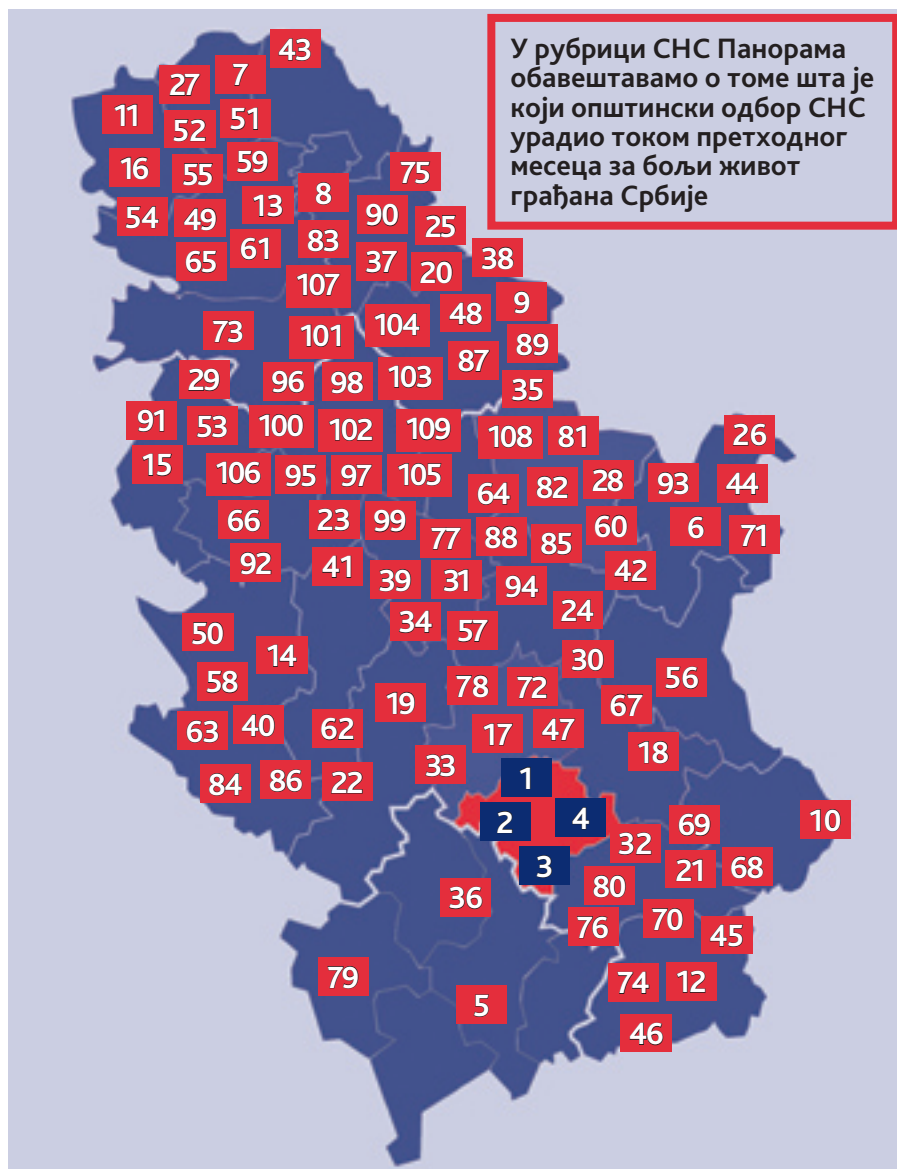 У рубрици СНС Панорама
обавештавамо о томе шта је
који општински одбор СНС
урадио током претходног
месеца за бољи живот
грађана Србије
43
27 7
11 52 51
16 55 59 75
54 49 13 8 90 25
65 61 83 37 20 38
107 48 9
73 101 104 87 89
29 96 98 103 35
91 53 100 102 109 108 81 26
15 106 95 97 105 64 82 28 93 44
66 23 99 77 88 85 60 6 71
92 41 39 31 94 42
34 57 24
50 14 30
58 19 78 72 67 56
63 40 62 17 47 18
84 86 22 33 1
2 4 32 69 10
3 80 21 68
36 76 70 45
79 5 74 12
46